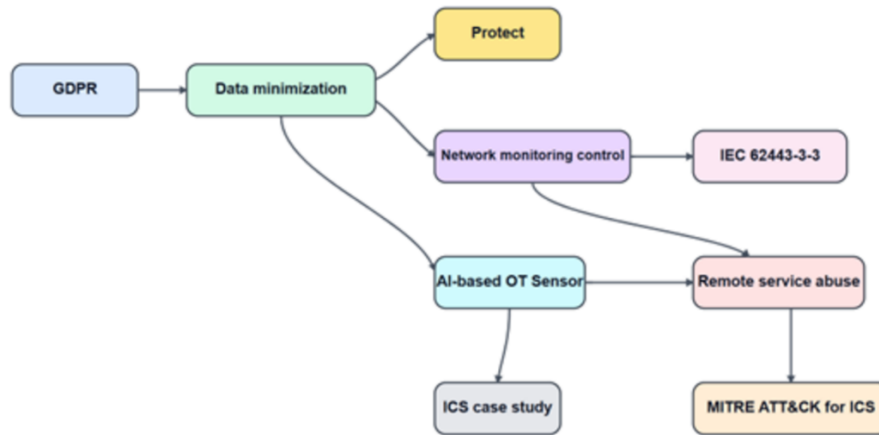 Protect
GDPR
Data minimization
Network monitoring control
IEC 62443-3-3
AI-based OT Sensor
Remote service abuse
ICS case study
MITRE ATT&CK for ICS